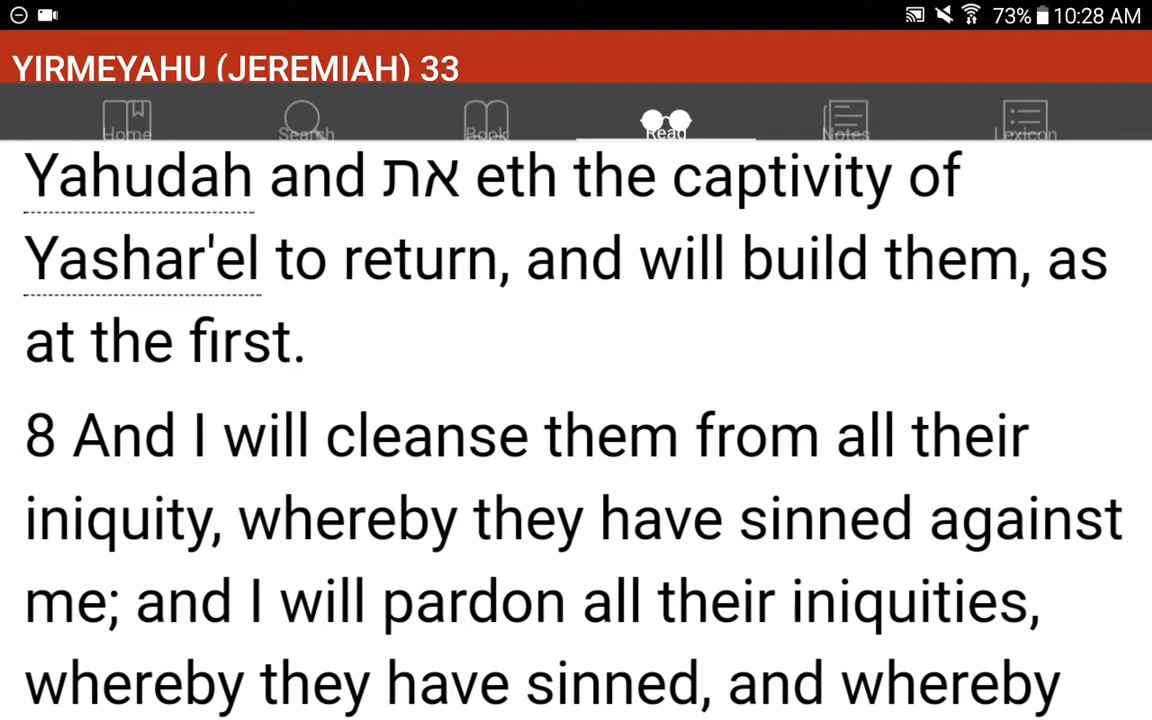 73% 10:28 AM
YIRMEYAHU (JEREMIAH) 33
Home Search Book Read Notes Lexicon
Yahudah and את eth the captivity of
Yashar'el to return, and will build them, as
at the first.
8 And I will cleanse them from all their
iniquity, whereby they have sinned against
me; and I will pardon all their iniquities,
whereby they have sinned, and whereby